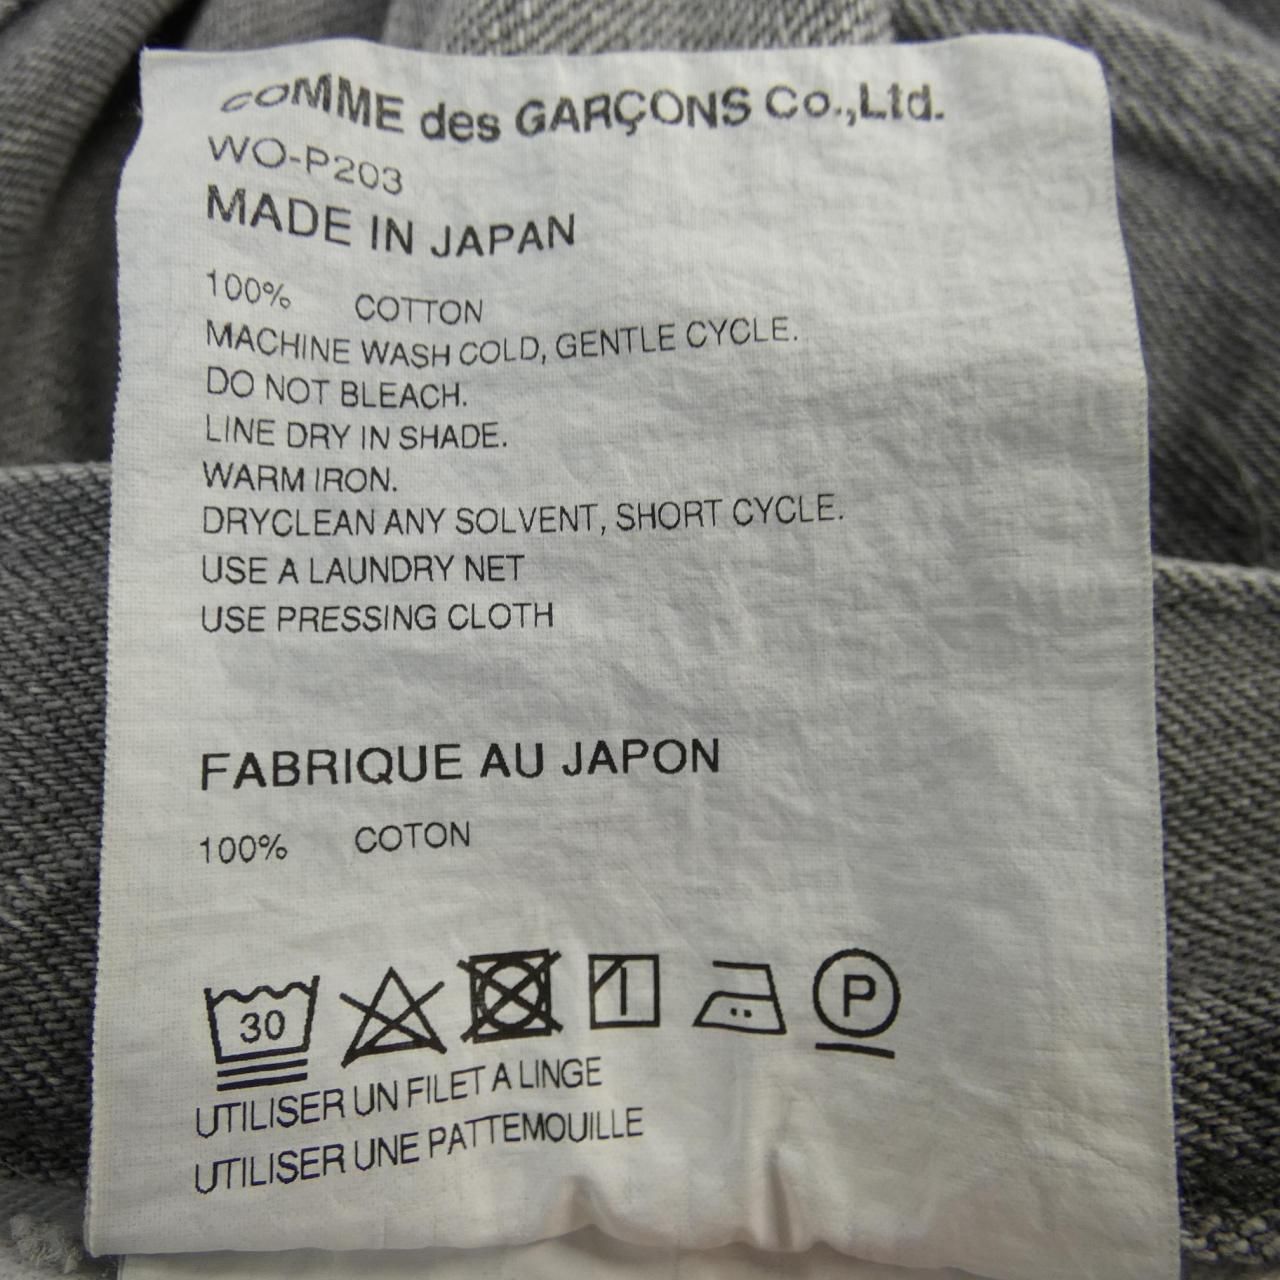 COMME des GARÇONS Co.,Ltd.
WO-P203
MADE IN JAPAN
100% COTTON
MACHINE WASH COLD, GENTLE CYCLE.
DO NOT BLEACH.
LINE DRY IN SHADE.
WARM IRON.
DRYCLEAN ANY SOLVENT, SHORT CYCLE.
USE A LAUNDRY NET
USE PRESSING CLOTH
FABRIQUE AU JAPON
100% COTON
30 P
UTILISER UN FILET A LINGE
UTILISER UNE PATTEMOUILLE